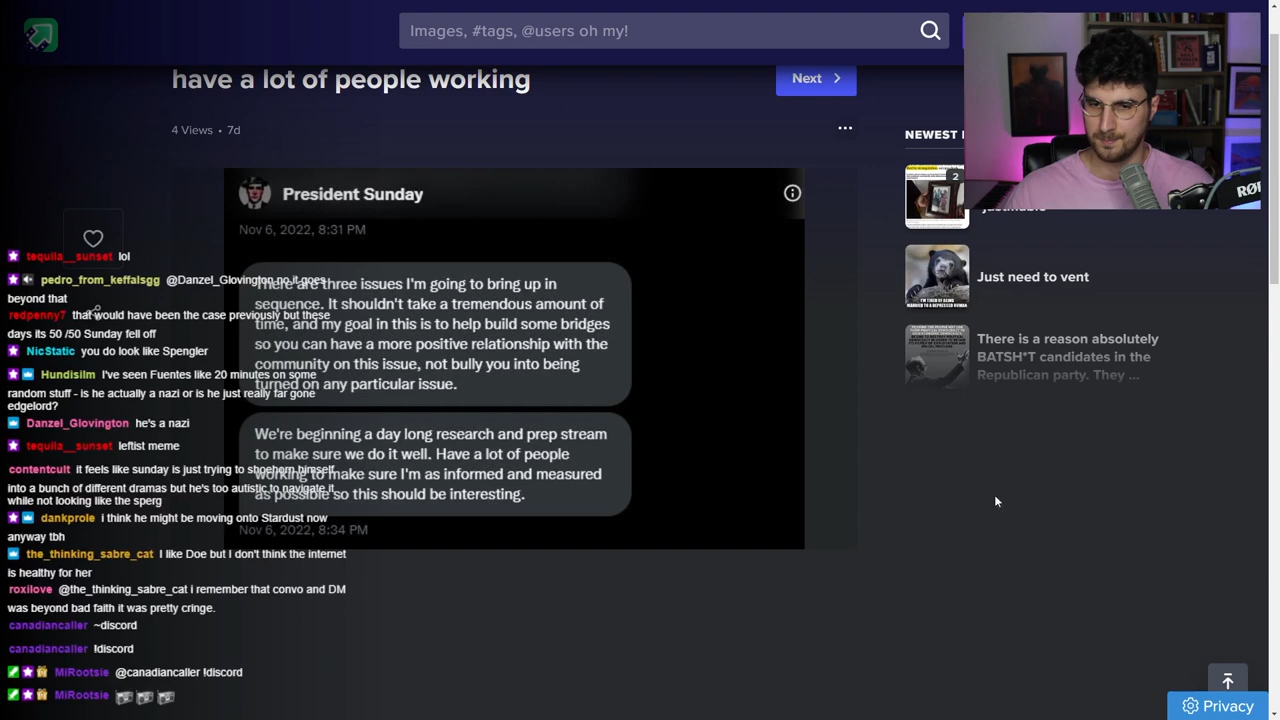 Images, #tags, @users oh my!
have a lot of people working
Next
4 Views • 7d
NEWEST
2
Just need to vent
There is a reason absolutely
BATSH*T candidates in the
Republican party. They ...
President Sunday
Nov 6, 2022, 8:31 PM
There are three issues I'm going to bring up in
sequence. It shouldn't take a tremendous amount of
time, and my goal in this is to help build some bridges
so you can have a more positive relationship with the
community on this issue, not bully you into being
turned on any particular issue.
We're beginning a day long research and prep stream
to make sure we do it well. Have a lot of people
working to make sure I'm as informed and measured
as possible so this should be interesting.
Nov 6, 2022, 8:34 PM
tequila__sunset lol
pedro_from_keffalsgg @Danzel_Glovington no it goes
beyond that
redpenny7 that would have been the case previously but these
days its 50 /50 Sunday fell off
NicStatic you do look like Spengler
Hundisilm I've seen Fuentes like 20 minutes on some
random stuff - is he actually a nazi or is he just really far gone
edgelord?
Danzel_Glovington he's a nazi
tequila__sunset leftist meme
contentcult it feels like sunday is just trying to shoehorn himself
into a bunch of different dramas but he's too autistic to navigate it
while not looking like the sperg
dankprole i think he might be moving onto Stardust now
anyway tbh
the_thinking_sabre_cat I like Doe but I don't think the internet
is healthy for her
roxilove @the_thinking_sabre_cat i remember that convo and DM
was beyond bad faith it was pretty cringe.
canadiancaller ~discord
canadiancaller !discord
MiRootsie @canadiancaller !discord
MiRootsie
Privacy